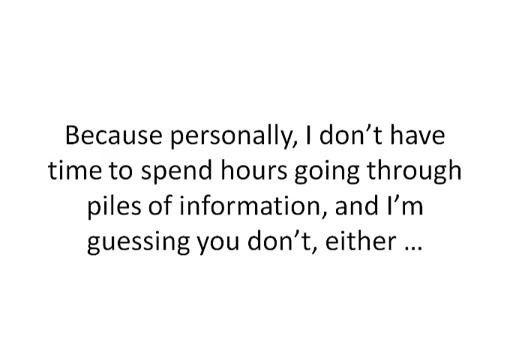 Because personally, I don’t have
time to spend hours going through
piles of information, and I’m
guessing you don’t, either …